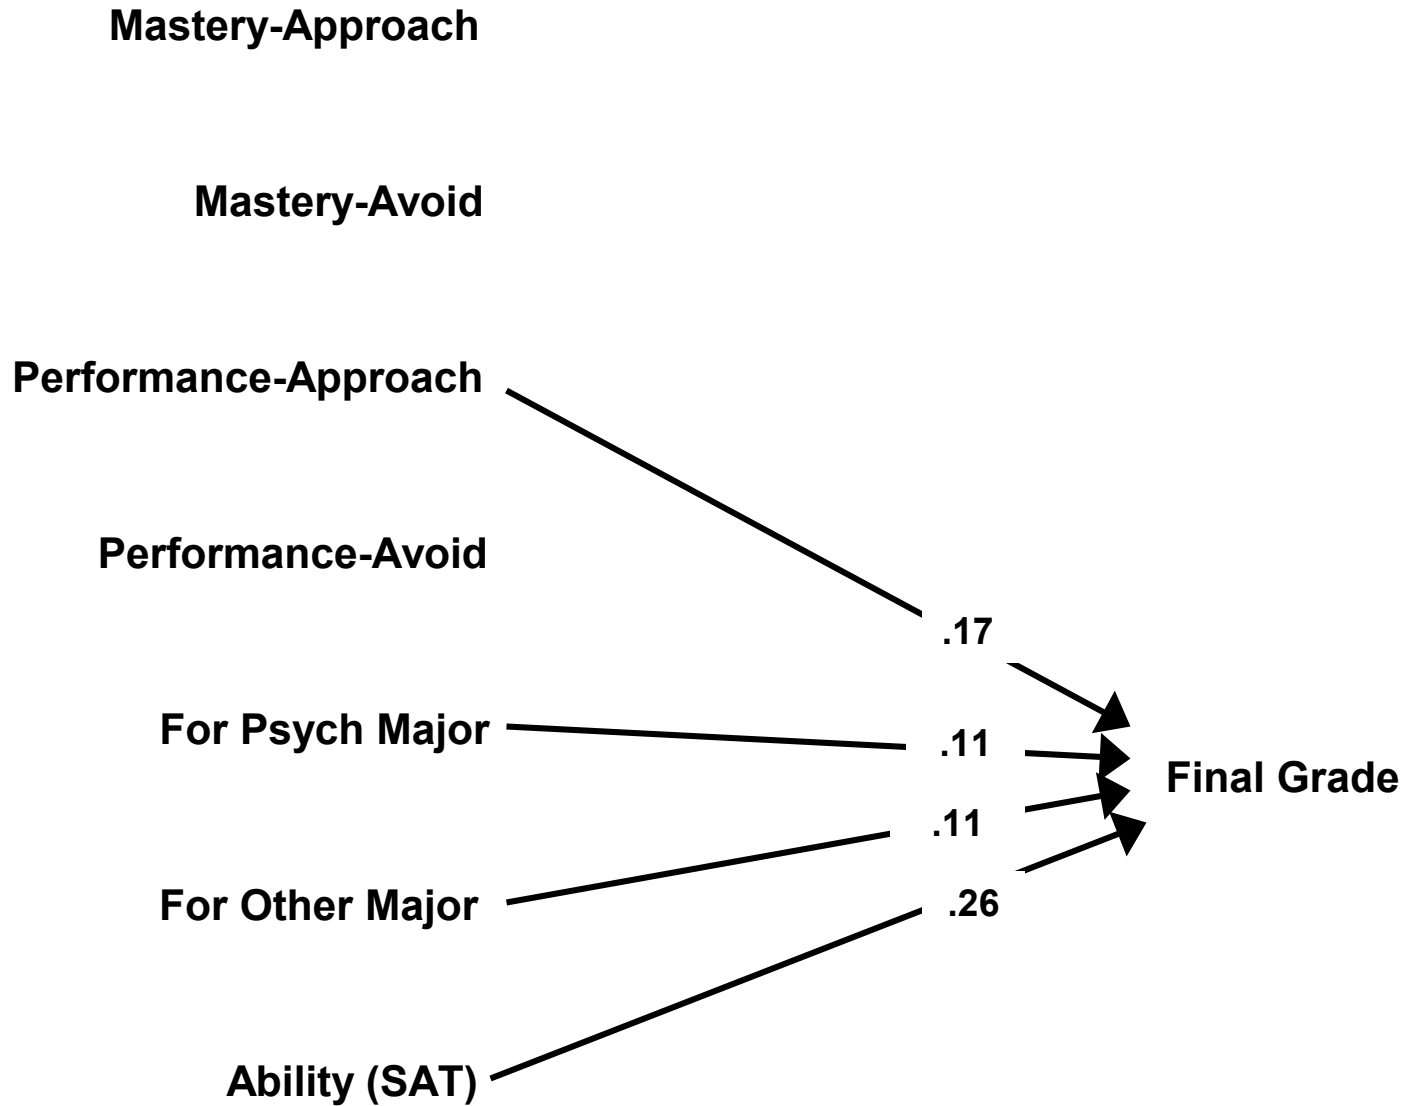 Mastery-Approach
Mastery-Avoid
Performance-Approach
Performance-Avoid
.17
For Psych Major
.11
Final Grade
.11
For Other Major
.26
Ability (SAT)